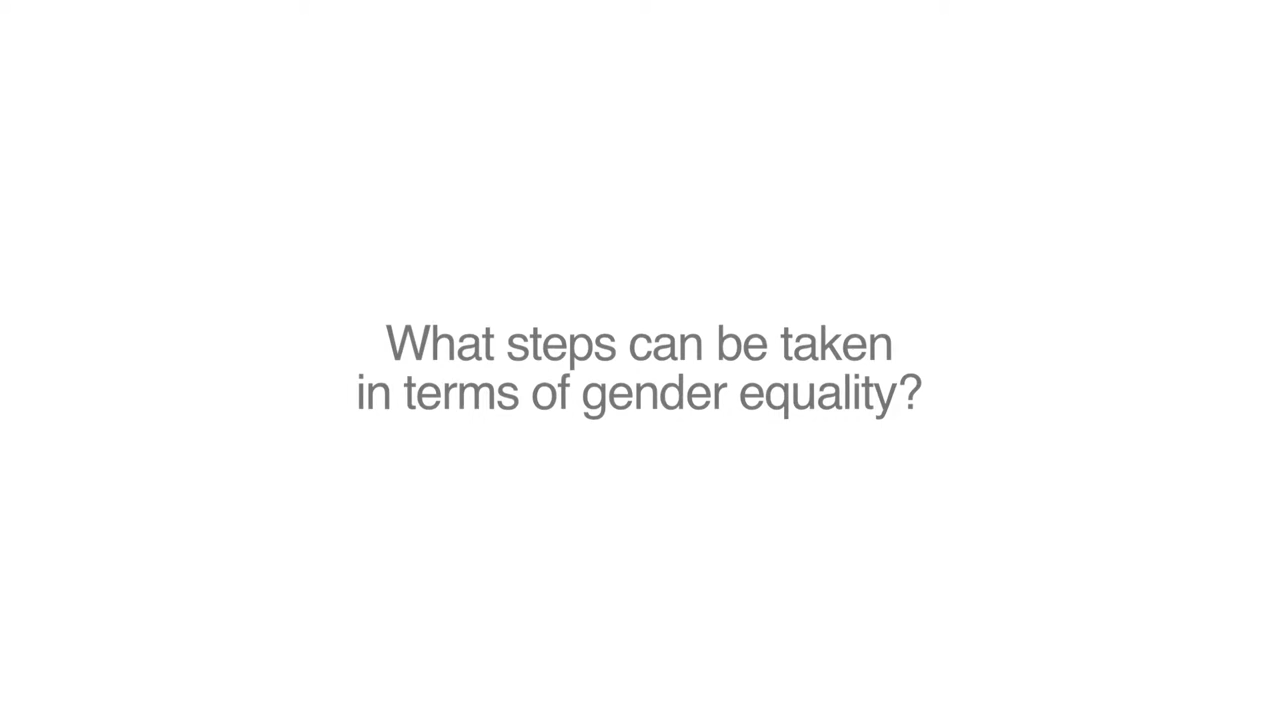 What steps can be taken
in terms of gender equality?